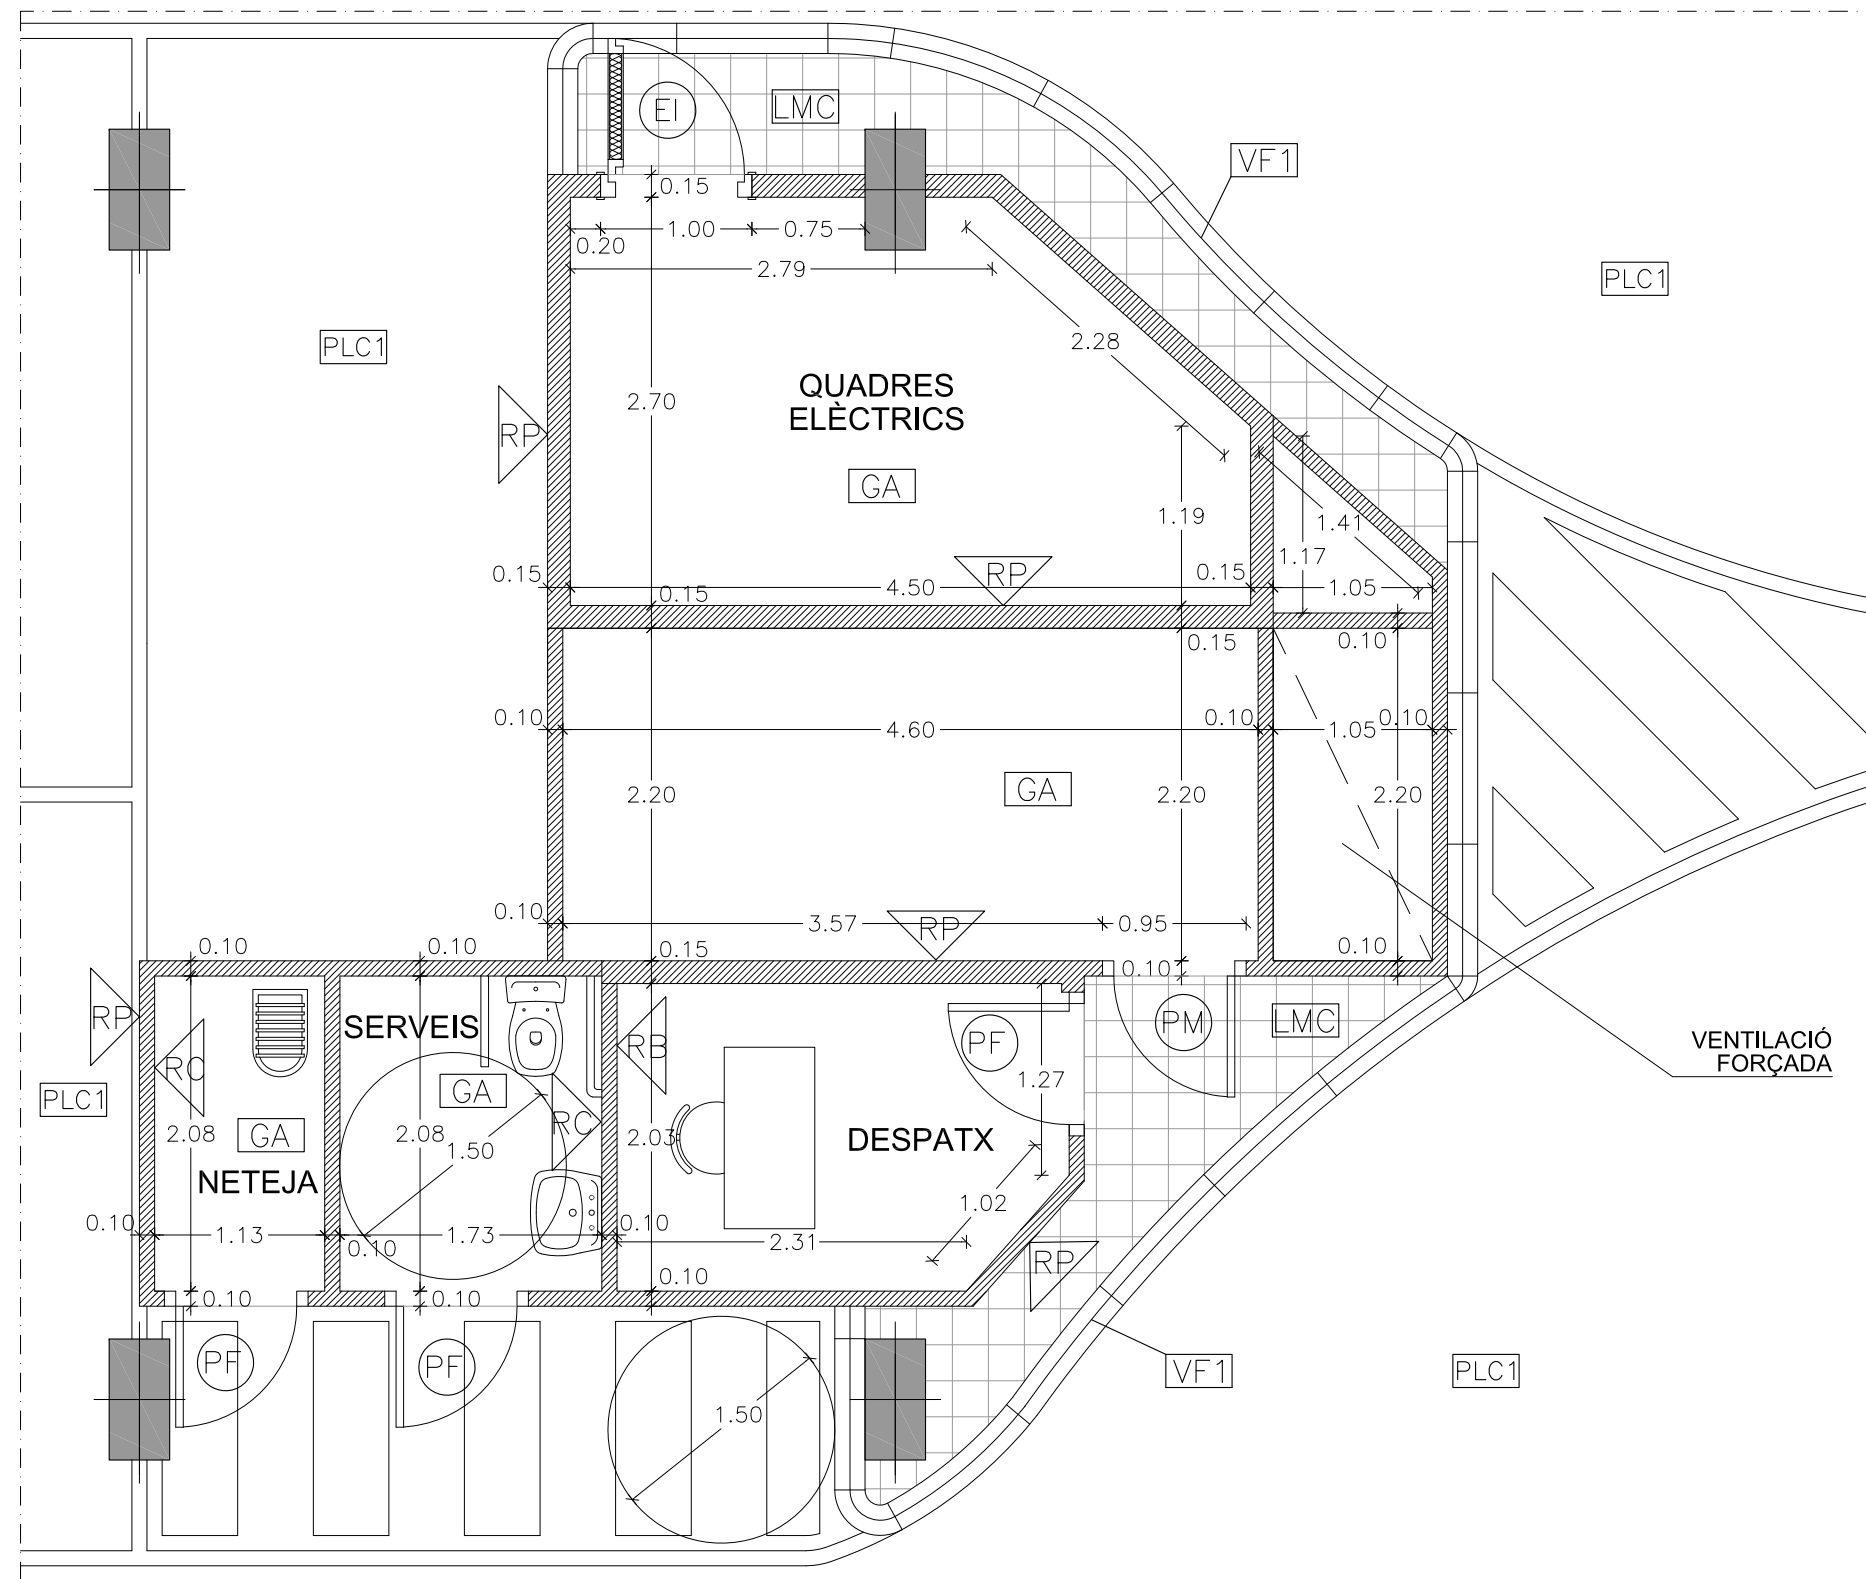 EI
LMC
VF1
0.15
0.20
1.00
0.75
2.79
PLC1
PLC1
2.28
QUADRES
ELÈCTRICS
2.70
RP
GA
1.19
1.41
1.17
0.15
0.15
4.50
RP
0.15
1.05
0.15
0.10
0.10
4.60
0.10
1.05
0.10
GA
2.20
2.20
2.20
0.10
3.57
RP
0.95
0.10
0.10
0.15
0.10
0.10
RP
RC
SERVEIS
RB
PF
PM
LMC
VENTILACIÓ
FORÇADA
PLC1
GA
1.27
2.08
GA
2.08
1.50
RC
2.03
DESPATX
NETEJA
1.02
0.10
1.13
0.10
1.73
0.10
2.31
RP
0.10
0.10
0.10
PF
PF
VF1
PLC1
1.50